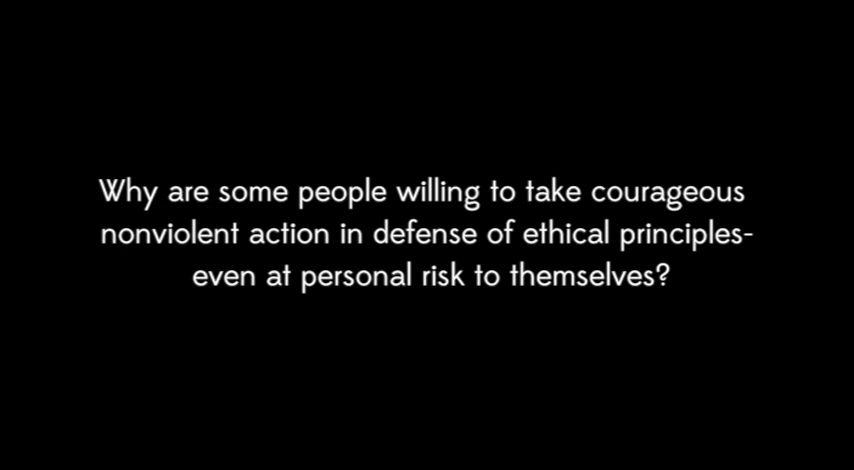 Why are some people willing to take courageous
nonviolent action in defense of ethical principles-
even at personal risk to themselves?